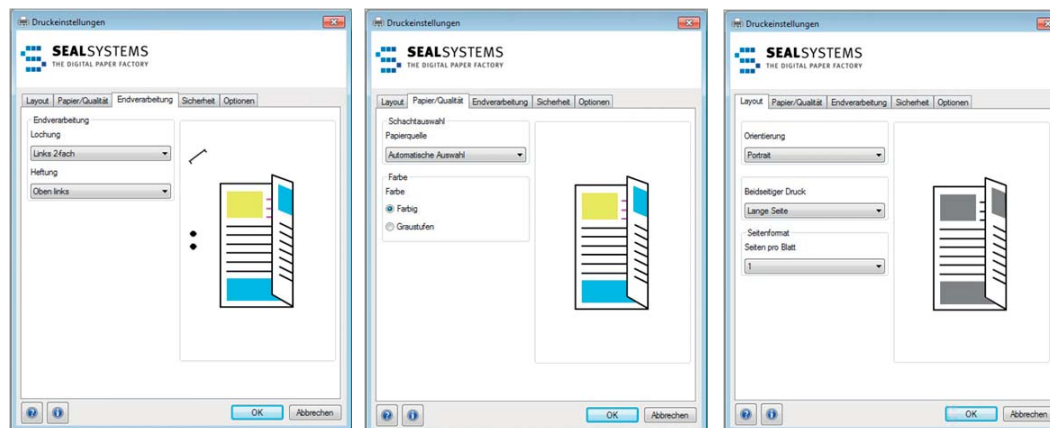 Druckeinstellungen
SEALSYSTEMS
THE DIGITAL PAPER FACTORY
Layout Papier/Qualität Endverarbeitung Sicherheit Optionen
Endverarbeitung
Lochung
Links 2-fach
Heftung
Oben links
OK Abbrechen
Druckeinstellungen
SEALSYSTEMS
THE DIGITAL PAPER FACTORY
Layout Papier/Qualität Endverarbeitung Sicherheit Optionen
Schachtauswahl
Papierquelle
Automatische Auswahl
Farbe
Farbe
Farbig
Graustufen
OK Abbrechen
Druckeinstellungen
SEALSYSTEMS
THE DIGITAL PAPER FACTORY
Layout Papier/Qualität Endverarbeitung Sicherheit Optionen
Orientierung
Portrait
Beidseitiger Druck
Lange Seite
Seitenformat
Seiten pro Blatt
1
OK Abbrechen